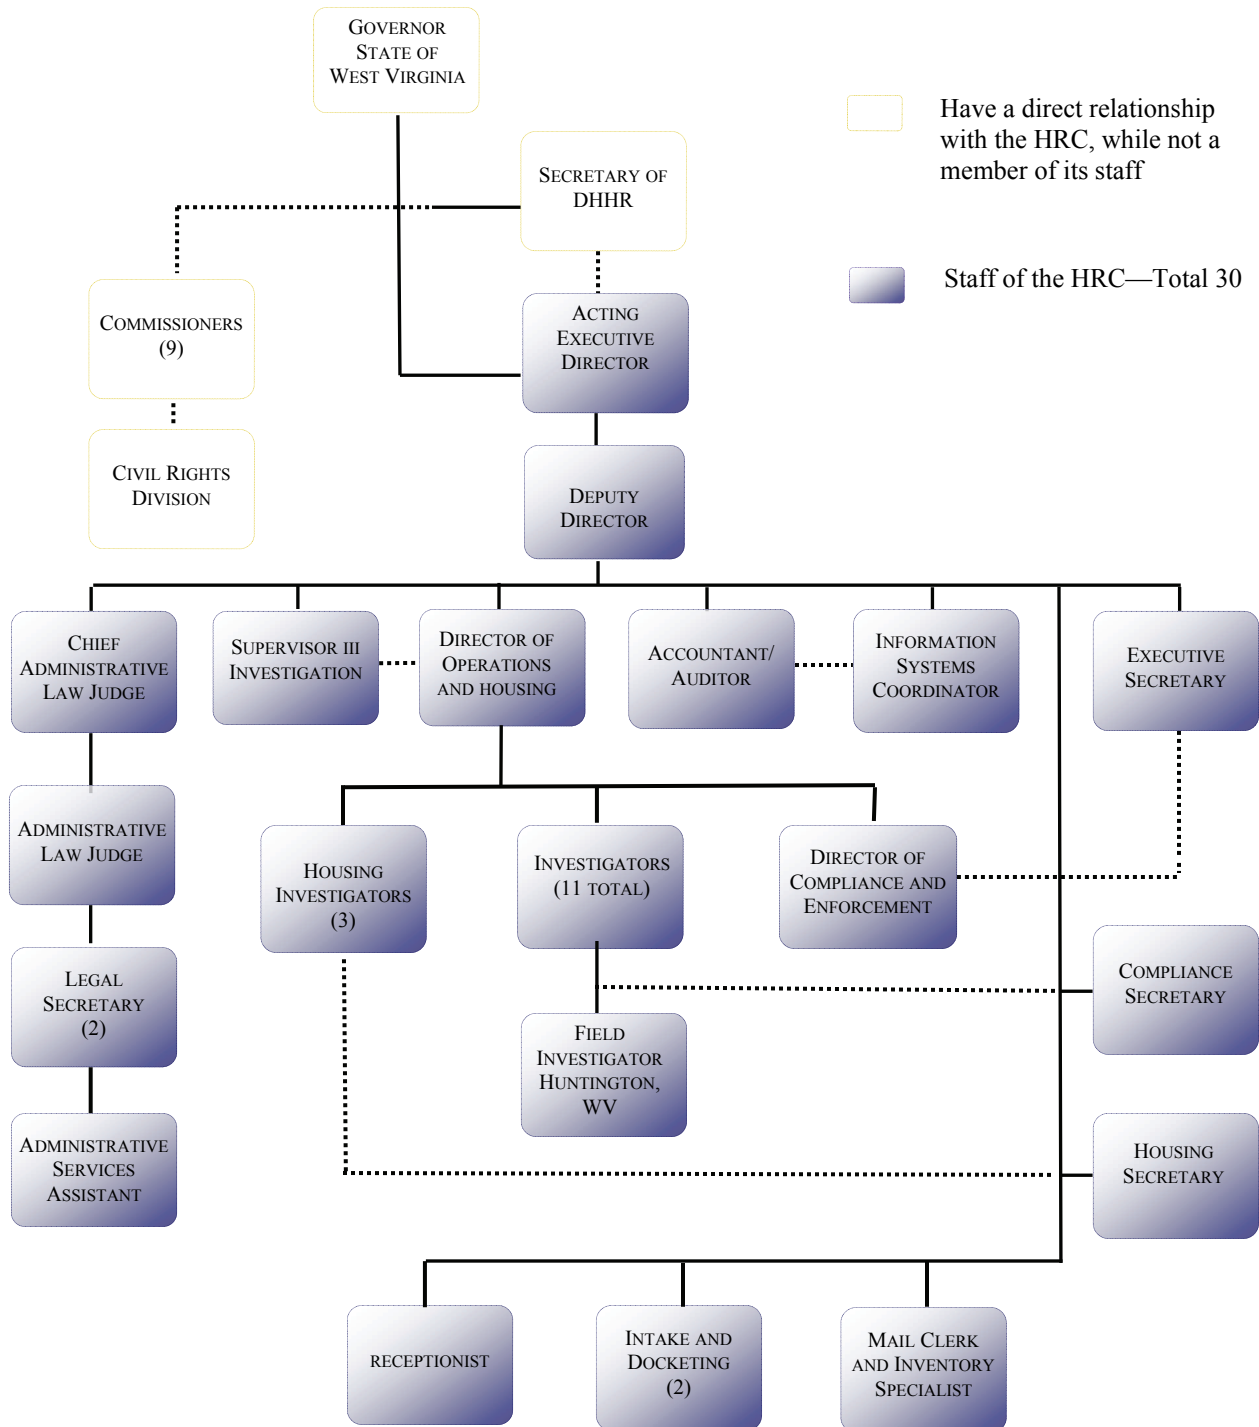 GOVERNOR
STATE OF
WEST VIRGINIA
Have a direct relationship
with the HRC, while not a
member of its staff
SECRETARY OF
DHHR
Staff of the HRC—Total 30
COMMISSIONERS
(9)
ACTING
EXECUTIVE
DIRECTOR
CIVIL RIGHTS
DIVISION
DEPUTY
DIRECTOR
CHIEF
ADMINISTRATIVE
LAW JUDGE
SUPERVISOR III
INVESTIGATION
DIRECTOR OF
OPERATIONS
AND HOUSING
ACCOUNTANT/
AUDITOR
INFORMATION
SYSTEMS
COORDINATOR
EXECUTIVE
SECRETARY
ADMINISTRATIVE
LAW JUDGE
HOUSING
INVESTIGATORS
(3)
INVESTIGATORS
(11 TOTAL)
DIRECTOR OF
COMPLIANCE AND
ENFORCEMENT
LEGAL
SECRETARY
(2)
COMPLIANCE
SECRETARY
FIELD
INVESTIGATOR
HUNTINGTON,
WV
ADMINISTRATIVE
SERVICES
ASSISTANT
HOUSING
SECRETARY
RECEPTIONIST
INTAKE AND
DOCKETING
(2)
MAIL CLERK
AND INVENTORY
SPECIALIST